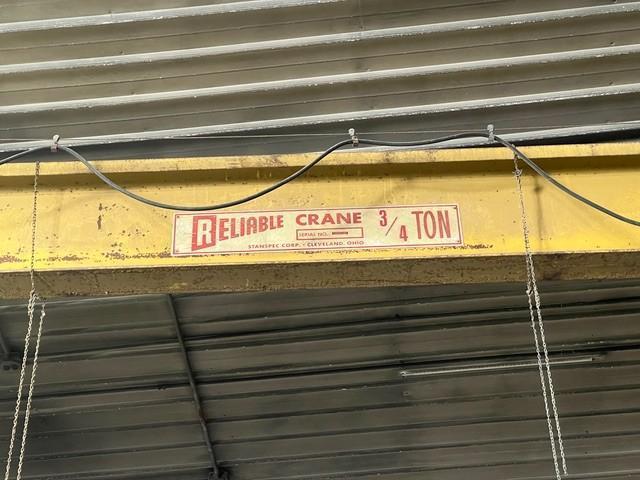 RELIABLE CRANE 3/4 TON
SERIAL NO.
STANSPEC CORP. - CLEVELAND, OHIO